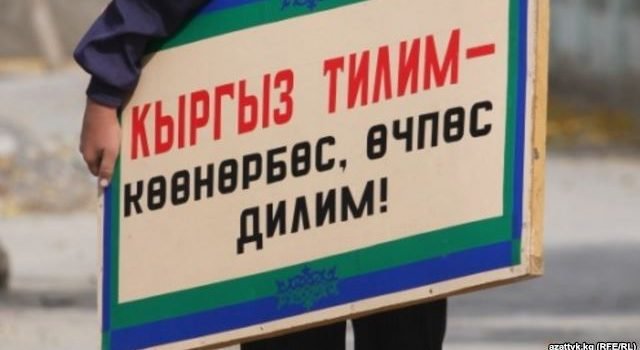 КЫРГЫЗ ТИЛИМ–
КӨӨНӨРБӨС, ӨЧПӨС
ДИЛИМ!
azattyk.kg (RFE/RL)